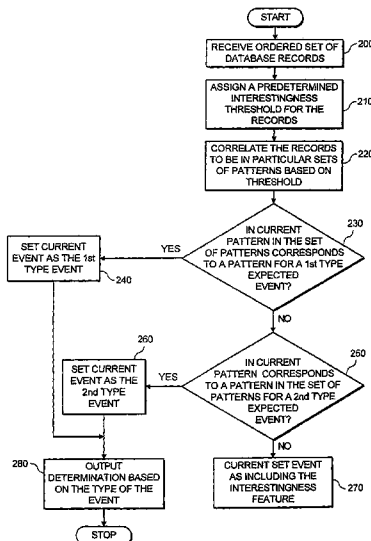 START
RECEIVE ORDERED SET OF
DATABASE RECORDS
200
ASSIGN A PREDETERMINED
INTERESTINGNESS
THRESHOLD FOR THE
RECORDS
210
CORRELATE THE RECORDS
TO BE IN PARTICULAR SETS
OF PATTERNS BASED ON
THRESHOLD
220
IN CURRENT
PATTERN IN THE SET
OF PATTERNS CORRESPONDS
TO A PATTERN FOR A 1st TYPE
EXPECTED
EVENT?
230
YES
SET CURRENT
EVENT AS THE 1st
TYPE EVENT
240
NO
IN CURRENT
PATTERN CORRESPONDS
TO A PATTERN IN THE SET OF
PATTERNS FOR A 2nd TYPE
EXPECTED
EVENT?
260
YES
SET CURRENT
EVENT AS THE
2nd TYPE
EVENT
260
NO
CURRENT SET EVENT
AS INCLUDING THE
INTERESTINGNESS
FEATURE
270
OUTPUT
DETERMINATION BASED
ON THE TYPE OF THE
EVENT
280
STOP